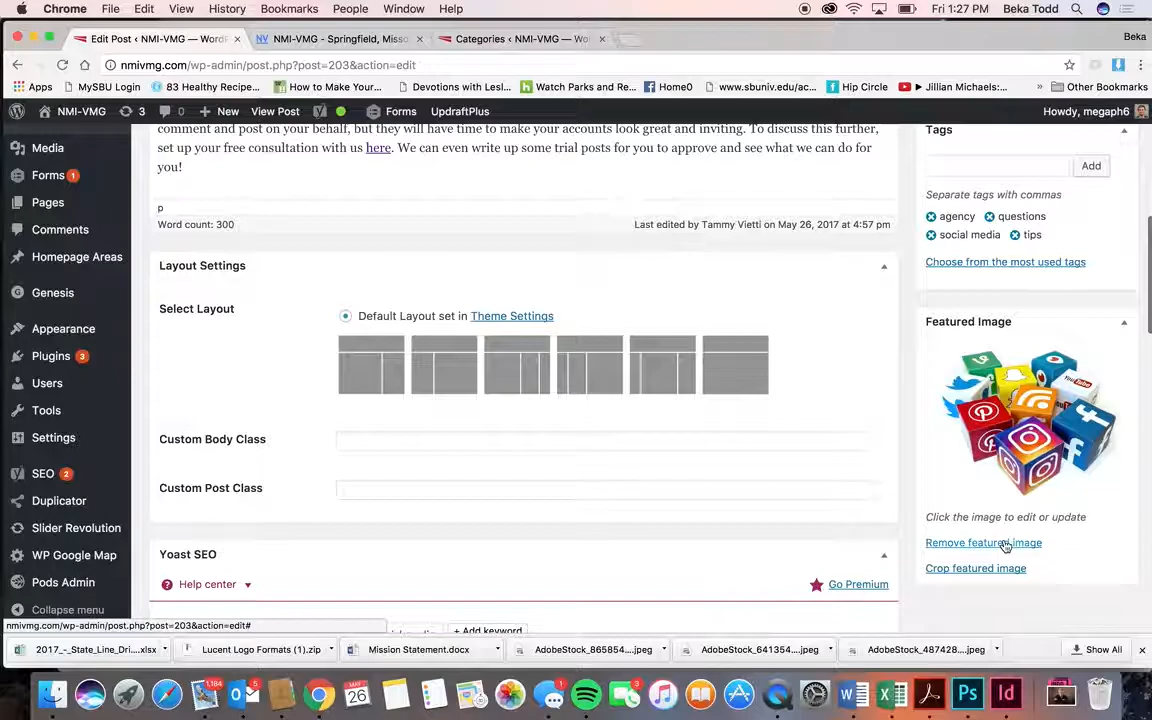 Chrome File Edit View History Bookmarks People Window Help Fri 1:27 PM Beka Todd
Edit Post ‹ NMI-VMG — WordP NMI-VMG - Springfield, Misso Categories ‹ NMI-VMG — Wo Beka
nmivmg.com/wp-admin/post.php?post=203&action=edit
Apps MySBU Login 83 Healthy Recipe... How to Make Your... Devotions with Lesl... Watch Parks and Re... Home0 www.sbuniv.edu/ac... Hip Circle Jillian Michaels:... » Other Bookmarks
NMI-VMG 3 New View Post Forms UpdraftPlus Howdy, megaph6
comment and post on your behalf, but they will have time to make your accounts look great and inviting. To discuss this further,
set up your free consultation with us here. We can even write up some trial posts for you to approve and see what we can do for
you!
p
Word count: 300 Last edited by Tammy Vietti on May 26, 2017 at 4:57 pm
Media
Forms 1
Pages
Comments
Homepage Areas
Genesis
Appearance
Plugins 3
Users
Tools
Settings
SEO 2
Duplicator
Slider Revolution
WP Google Map
Pods Admin
Collapse menu
Layout Settings
Select Layout
Default Layout set in Theme Settings
Custom Body Class
Custom Post Class
Yoast SEO
Help center Go Premium
+ Add keyword
Tags
Add
Separate tags with commas
agency questions
social media tips
Choose from the most used tags
Featured Image
You
Tube
Click the image to edit or update
Remove featured image
Crop featured image
nmivmg.com/wp-admin/post.php?post=203&action=edit#
2017_-_State_Line_Dri....xlsx Lucent Logo Formats (1).zip Mission Statement.docx AdobeStock_865854....jpeg AdobeStock_641354....jpeg AdobeStock_487428....jpeg Show All
1,184 5 MAY 26 1 3 W Ps Id